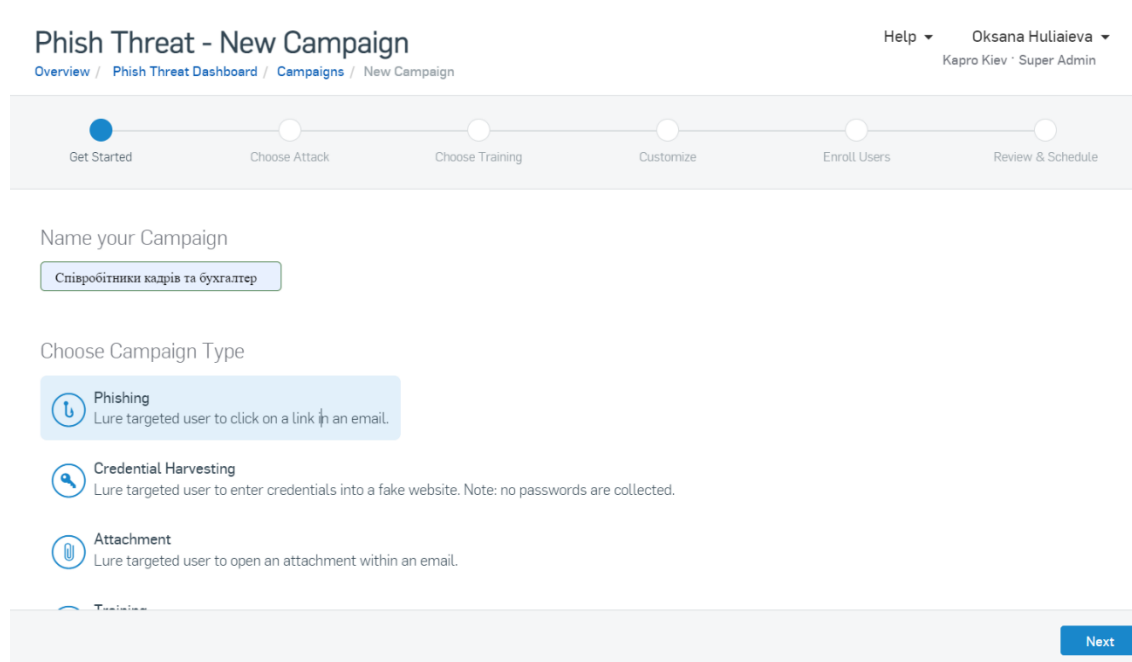 Phish Threat - New Campaign
Help
Oksana Huliaieva
Overview / Phish Threat Dashboard / Campaigns / New Campaign
Kapro Kiev · Super Admin
Get Started
Choose Attack
Choose Training
Customize
Enroll Users
Review & Schedule
Name your Campaign
Співробітники кадрів та бухгалтер
Choose Campaign Type
Phishing
Lure targeted user to click on a link in an email.
Credential Harvesting
Lure targeted user to enter credentials into a fake website. Note: no passwords are collected.
Attachment
Lure targeted user to open an attachment within an email.
Training
Next